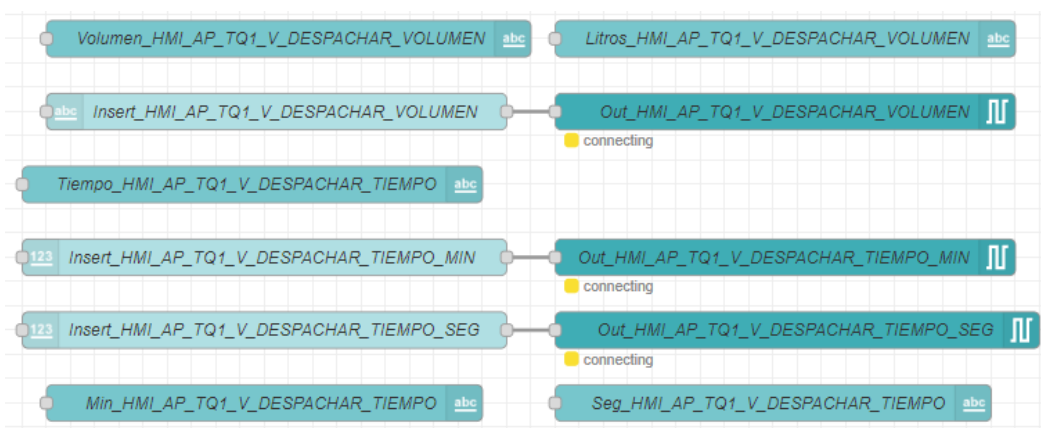 Volumen_HMI_AP_TQ1_V_DESPACHAR_VOLUMEN abc
Litros_HMI_AP_TQ1_V_DESPACHAR_VOLUMEN abc
abc Insert_HMI_AP_TQ1_V_DESPACHAR_VOLUMEN
Out_HMI_AP_TQ1_V_DESPACHAR_VOLUMEN
connecting
Tiempo_HMI_AP_TQ1_V_DESPACHAR_TIEMPO abc
123 Insert_HMI_AP_TQ1_V_DESPACHAR_TIEMPO_MIN
Out_HMI_AP_TQ1_V_DESPACHAR_TIEMPO_MIN
connecting
123 Insert_HMI_AP_TQ1_V_DESPACHAR_TIEMPO_SEG
Out_HMI_AP_TQ1_V_DESPACHAR_TIEMPO_SEG
connecting
Min_HMI_AP_TQ1_V_DESPACHAR_TIEMPO abc
Seg_HMI_AP_TQ1_V_DESPACHAR_TIEMPO abc